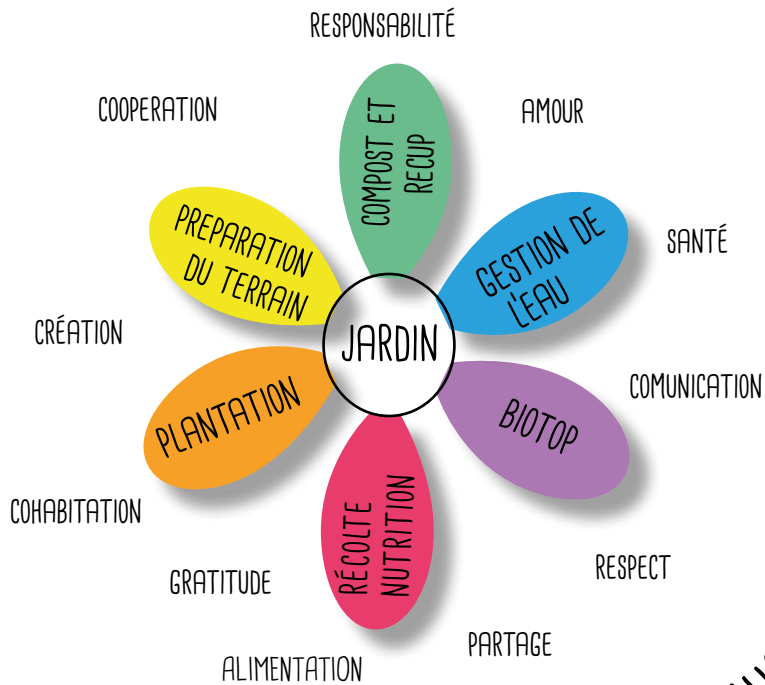 RESPONSABILITÉ
COOPERATION
AMOUR
COMPOST ET
RECUP
PREPARATION
DU TERRAIN
GESTION DE
L'EAU
SANTÉ
CRÉATION
JARDIN
COMUNICATION
PLANTATION
BIOTOP
COHABITATION
RÉCOLTE
NUTRITION
GRATITUDE
RESPECT
PARTAGE
ALIMENTATION